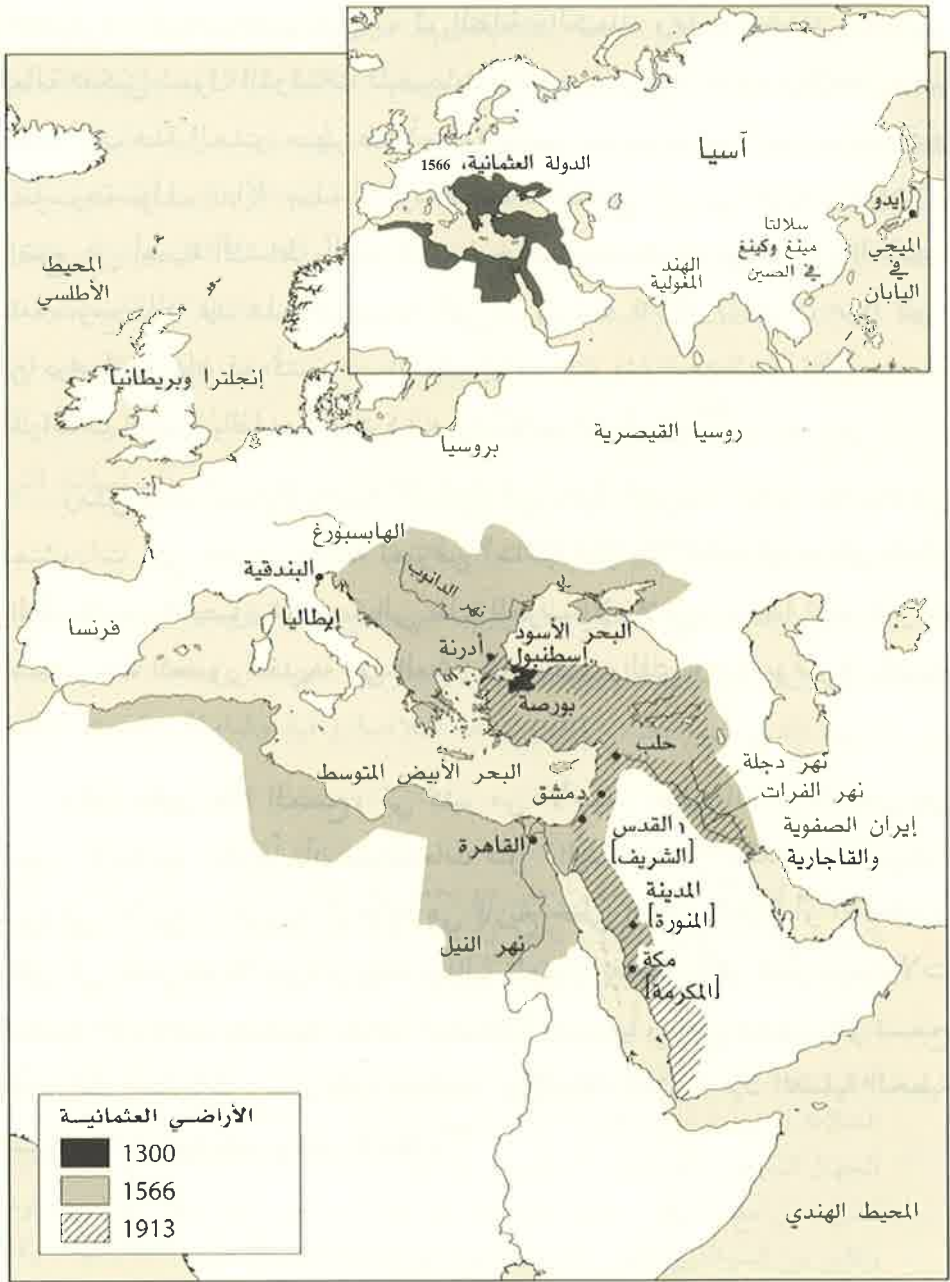 آسيا
الدولة العثمانية، 1566
إيدو
الميجي
في
اليابان
سلالتا
مينغ وكينغ
في الصين
الهند
المغولية
المحيط
الأطلسي
إنجلترا وبريطانيا
بروسيا
روسيا القيصرية
الهابسبورغ
البندقية
نهر الدانوب
إيطاليا
فرنسا
البحر الأسود
أدرنة
إسطنبول
بورصة
حلب
نهر دجلة
البحر الأبيض المتوسط
دمشق
نهر الفرات
القدس
[الشريف]
إيران الصفوية
والقاجارية
القاهرة
المدينة
[المنورة]
نهر النيل
مكة
[المكرمة]
الأراضي العثمانية
1300
1566
1913
المحيط الهندي